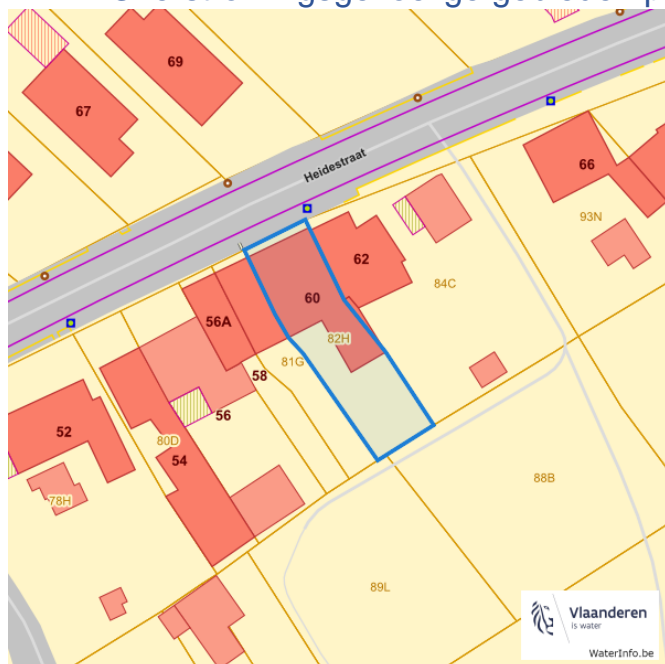 69
67
Heidestraat
66
93N
62
84C
60
56A
82H
81G
58
56
52
80D
54
78H
88B
89L
Vlaanderen
is water
WaterInfo.be